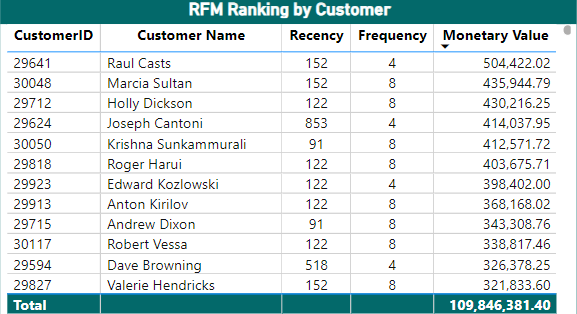 RFM Ranking by Customer
CustomerID Customer Name Recency Frequency Monetary Value
29641 Raul Casts 152 4 504,422.02
30048 Marcia Sultan 152 8 435,944.79
29712 Holly Dickson 122 8 430,216.25
29624 Joseph Cantoni 853 4 414,037.95
30050 Krishna Sunkammurali 91 8 412,571.72
29818 Roger Harui 122 8 403,675.71
29923 Edward Kozlowski 122 4 398,402.00
29913 Anton Kirilov 122 8 368,168.02
29715 Andrew Dixon 91 8 343,308.76
30117 Robert Vessa 122 8 338,817.46
29594 Dave Browning 518 4 326,378.25
29827 Valerie Hendricks 152 8 321,833.60
Total 109,846,381.40